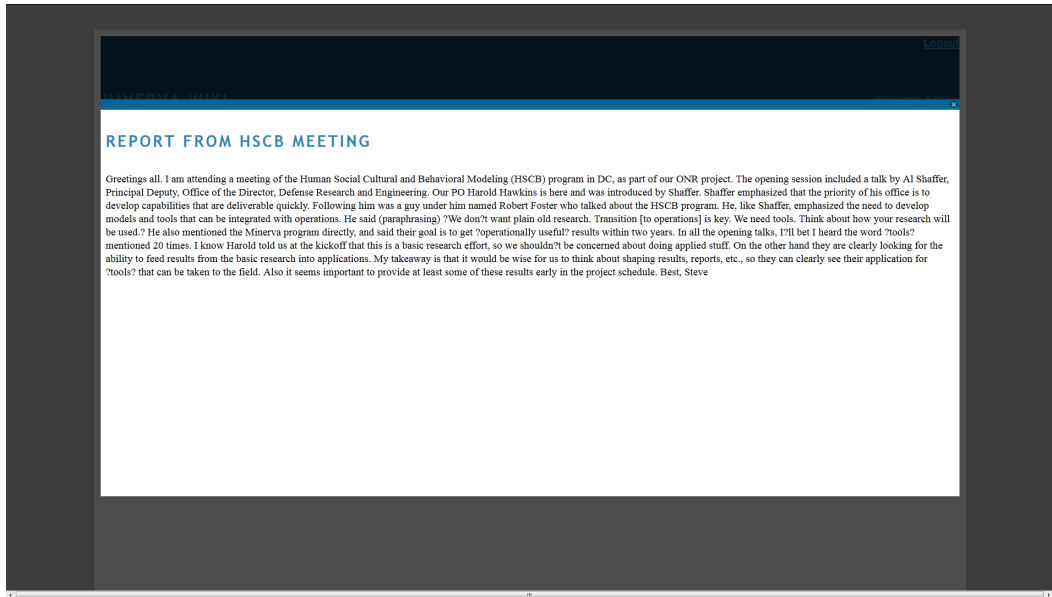 Logout
MINERVA WIKI
Welcome Admin
REPORT FROM HSCB MEETING
Greetings all. I am attending a meeting of the Human Social Cultural and Behavioral Modeling (HSCB) program in DC, as part of our ONR project. The opening session included a talk by Al Shaffer,
Principal Deputy, Office of the Director, Defense Research and Engineering. Our PO Harold Hawkins is here and was introduced by Shaffer. Shaffer emphasized that the priority of his office is to
develop capabilities that are deliverable quickly. Following him was a guy under him named Robert Foster who talked about the HSCB program. He, like Shaffer, emphasized the need to develop
models and tools that can be integrated with operations. He said (paraphrasing) ?We don?t want plain old research. Transition [to operations] is key. We need tools. Think about how your research will
be used.? He also mentioned the Minerva program directly, and said their goal is to get ?operationally useful? results within two years. In all the opening talks, I?ll bet I heard the word ?tools?
mentioned 20 times. I know Harold told us at the kickoff that this is a basic research effort, so we shouldn?t be concerned about doing applied stuff. On the other hand they are clearly looking for the
ability to feed results from the basic research into applications. My takeaway is that it would be wise for us to think about shaping results, reports, etc., so they can clearly see their application for
?tools? that can be taken to the field. Also it seems important to provide at least some of these results early in the project schedule. Best, Steve